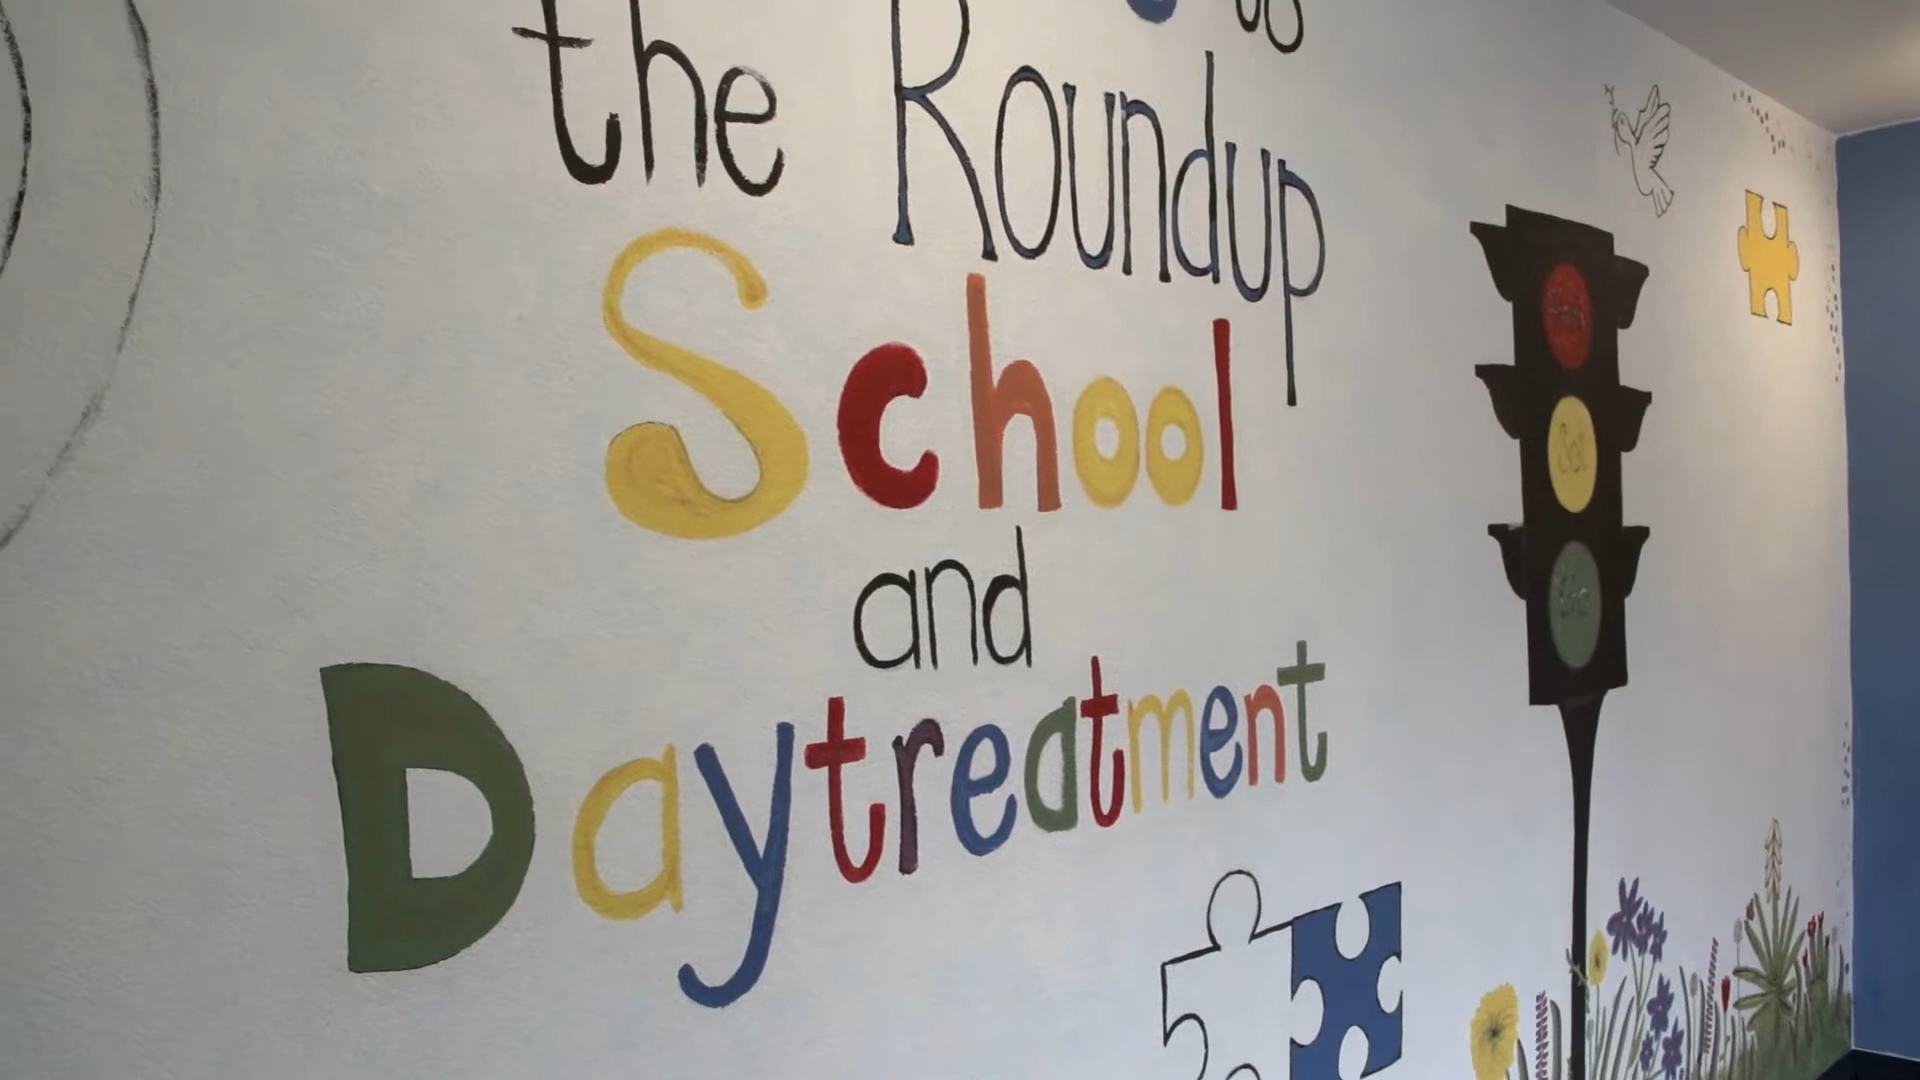 the Roundup
School
and
Daytreatment